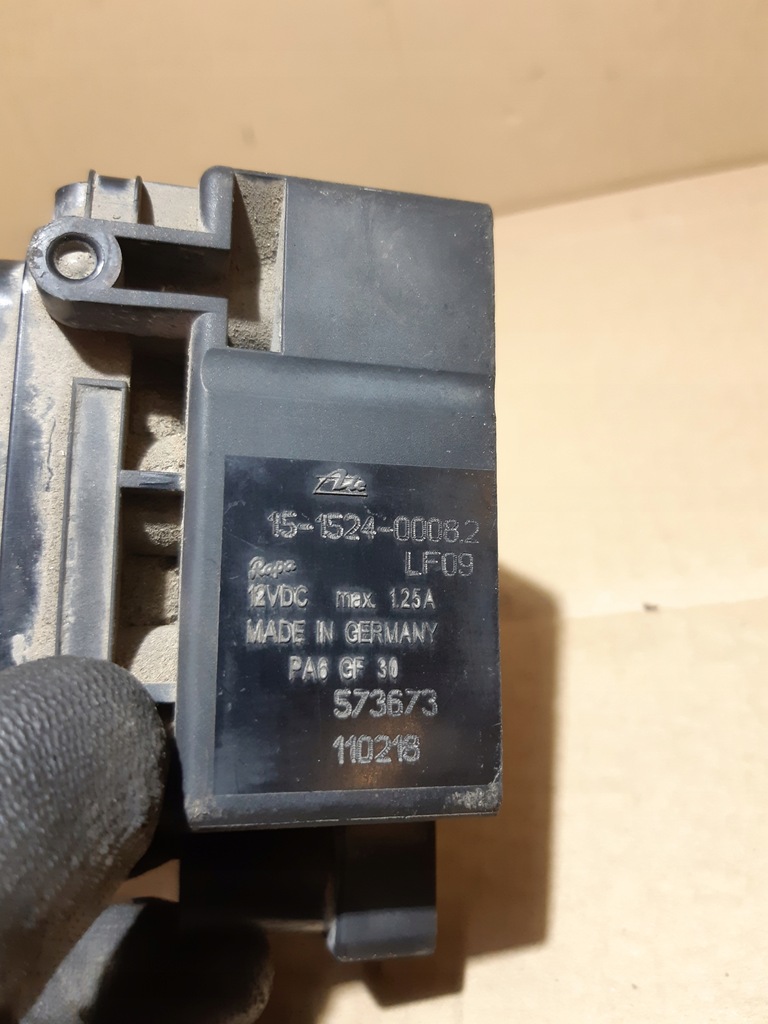 Ate
15-1524-0008.2
LF09
Rapa
12VDC max. 1.25A
MADE IN GERMANY
PA6 GF 30
573673
110218